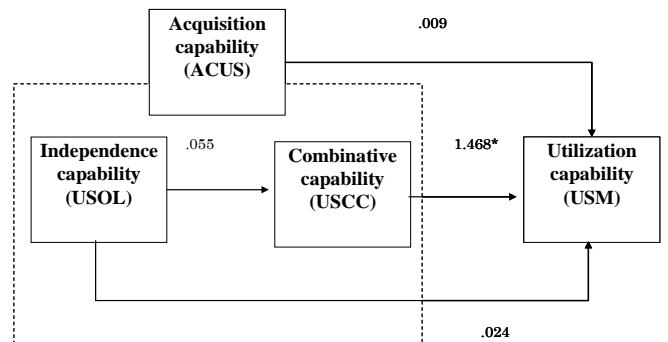 Acquisition
capability
(ACUS)
.009
Independence
capability
(USOL)
.055
Combinative
capability
(USCC)
1.468*
Utilization
capability
(USM)
.024